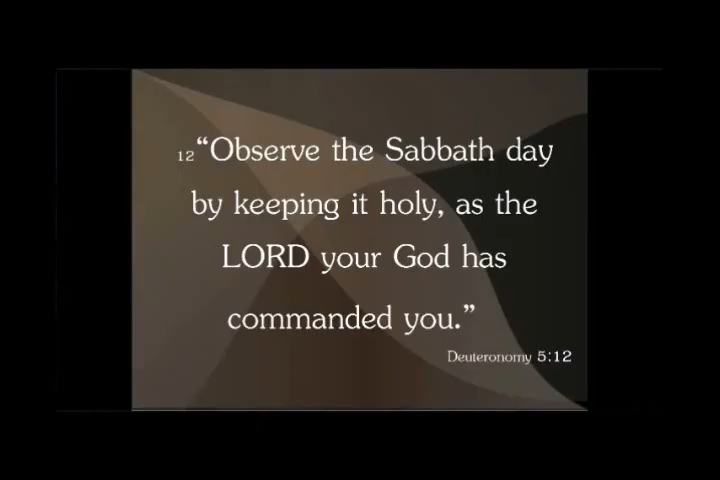 12“Observe the Sabbath day
by keeping it holy, as the
LORD your God has
commanded you.”
Deuteronomy 5:12